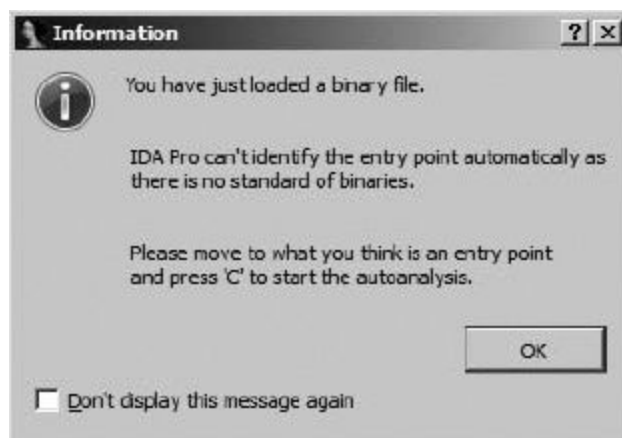 Information
You have just loaded a binary file.
IDA Pro can't identify the entry point automatically as
there is no standard of binaries.
Please move to what you think is an entry point
and press 'C' to start the autoanalysis.
OK
Don't display this message again